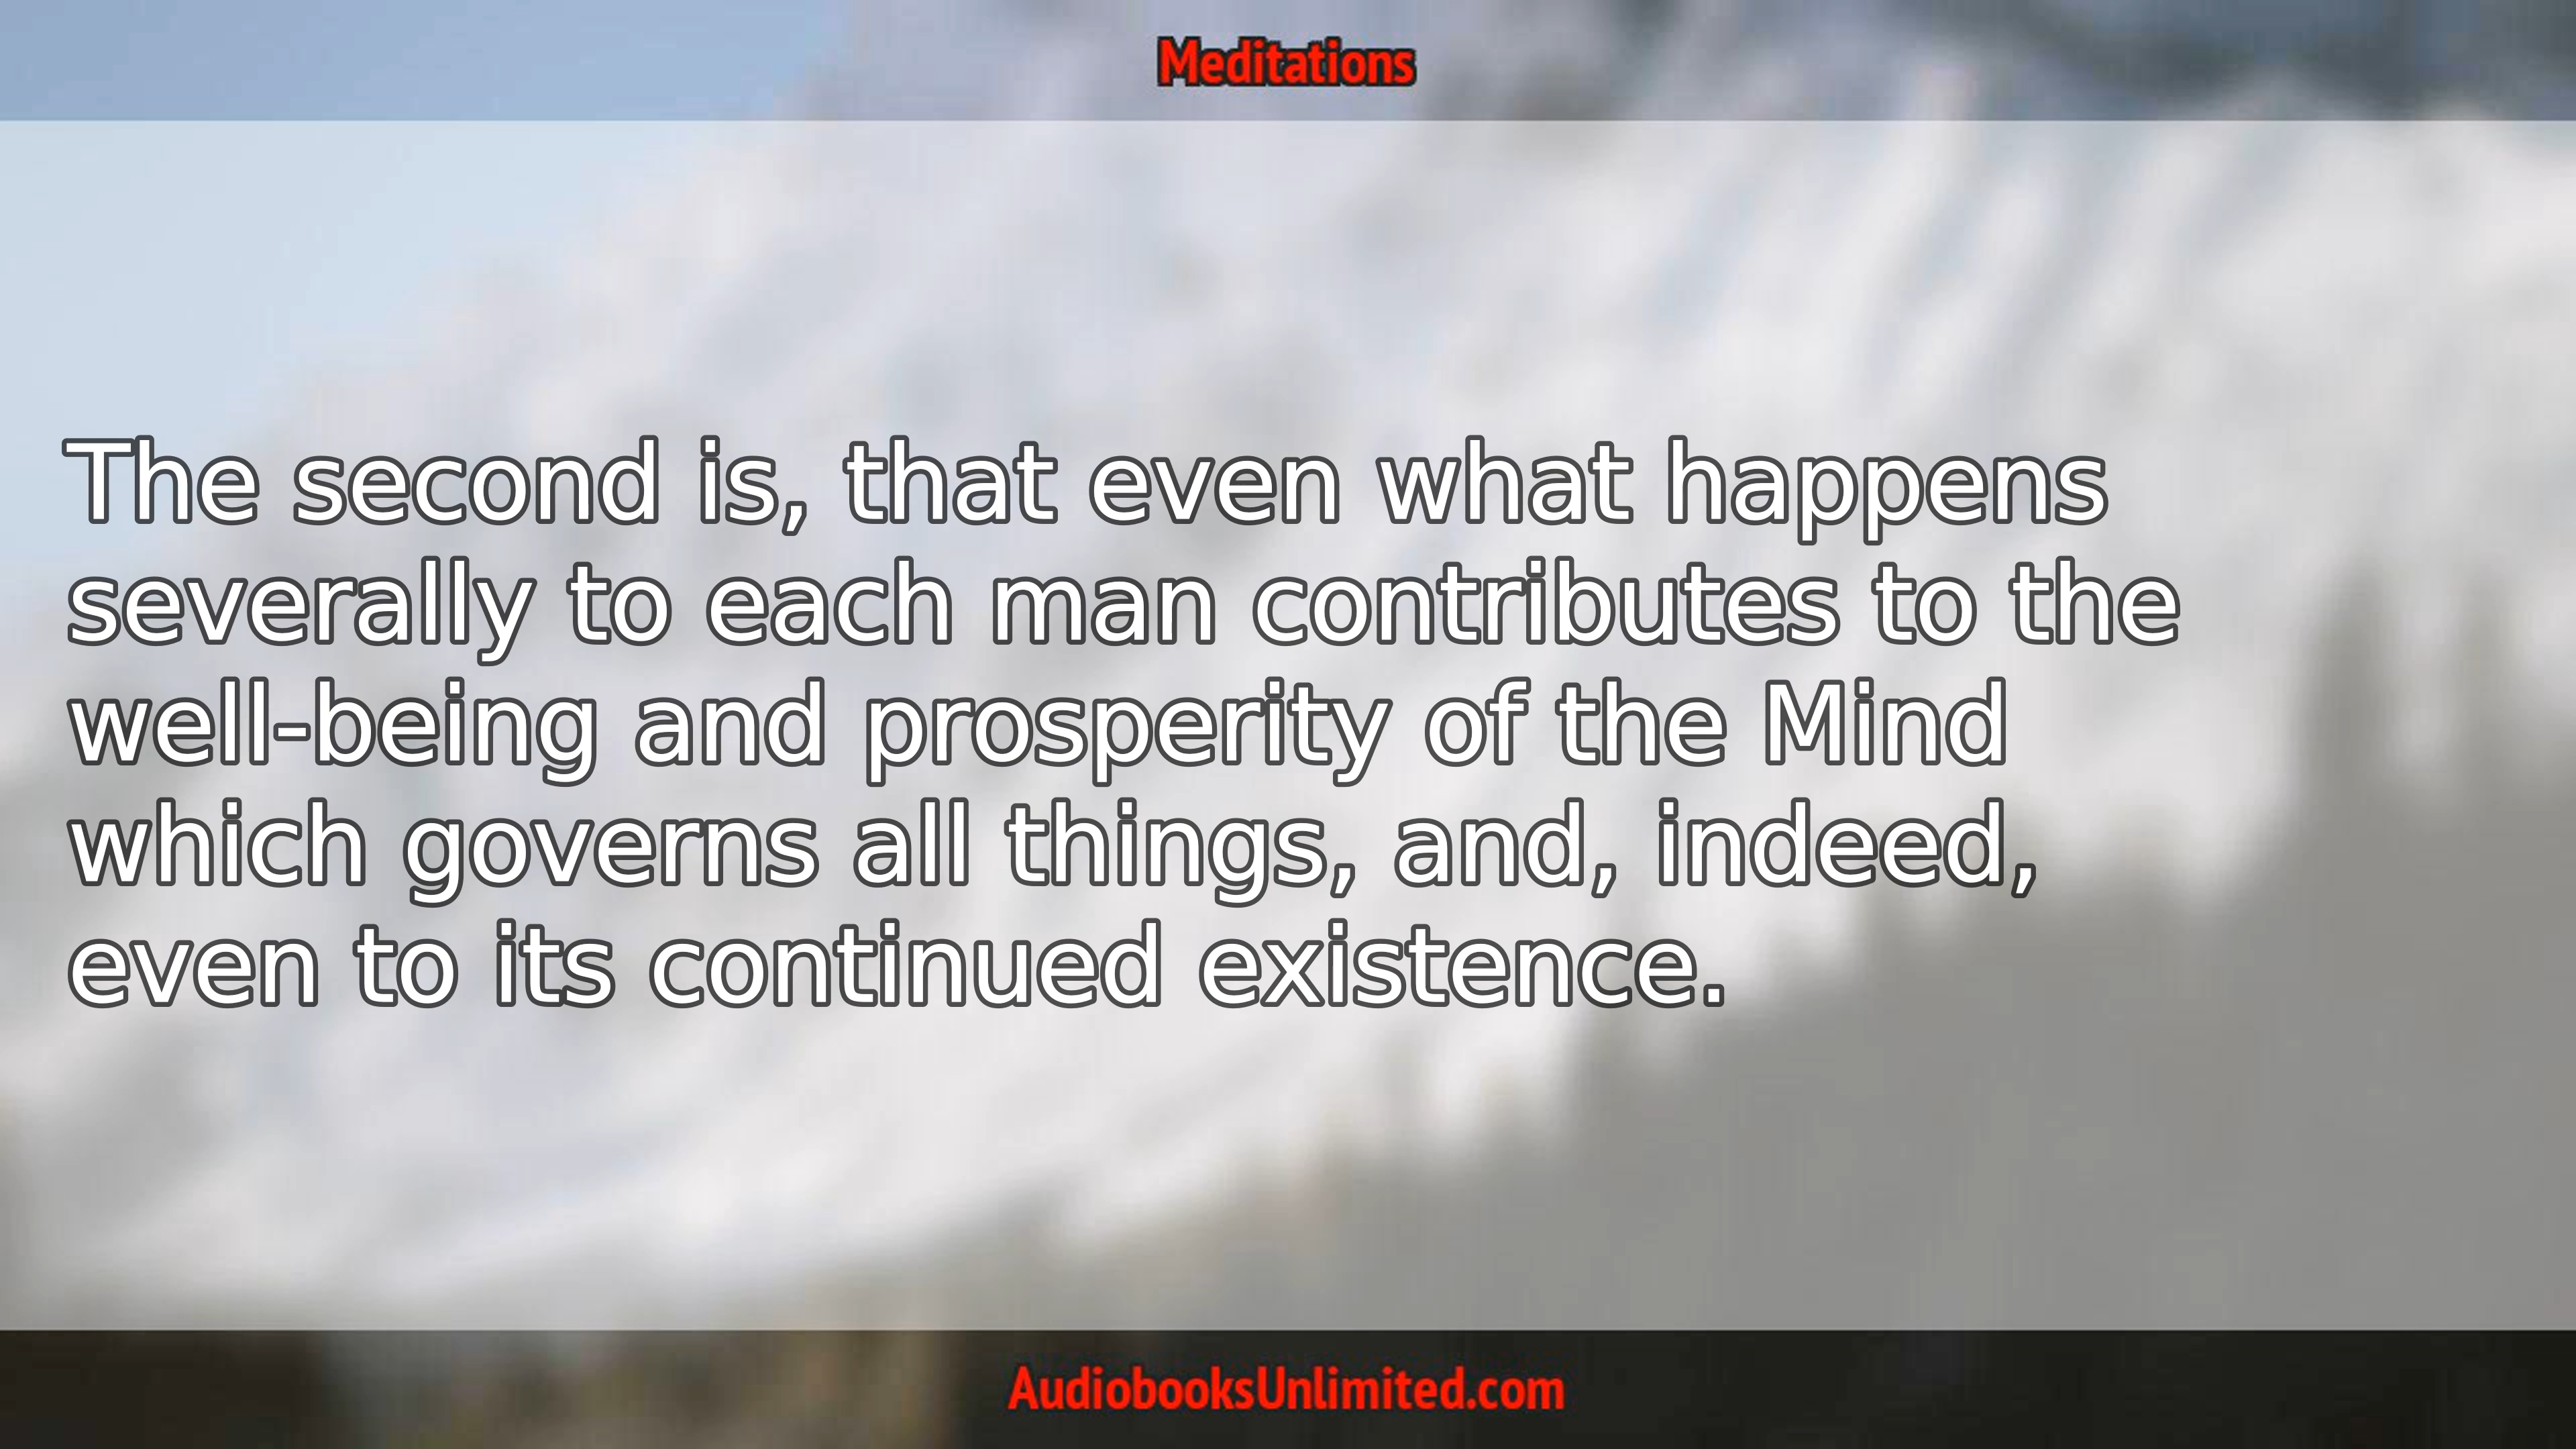 Meditations
The second is, that even what happens
severally to each man contributes to the
well-being and prosperity of the Mind
which governs all things, and, indeed,
even to its continued existence.
AudiobooksUnlimited.com